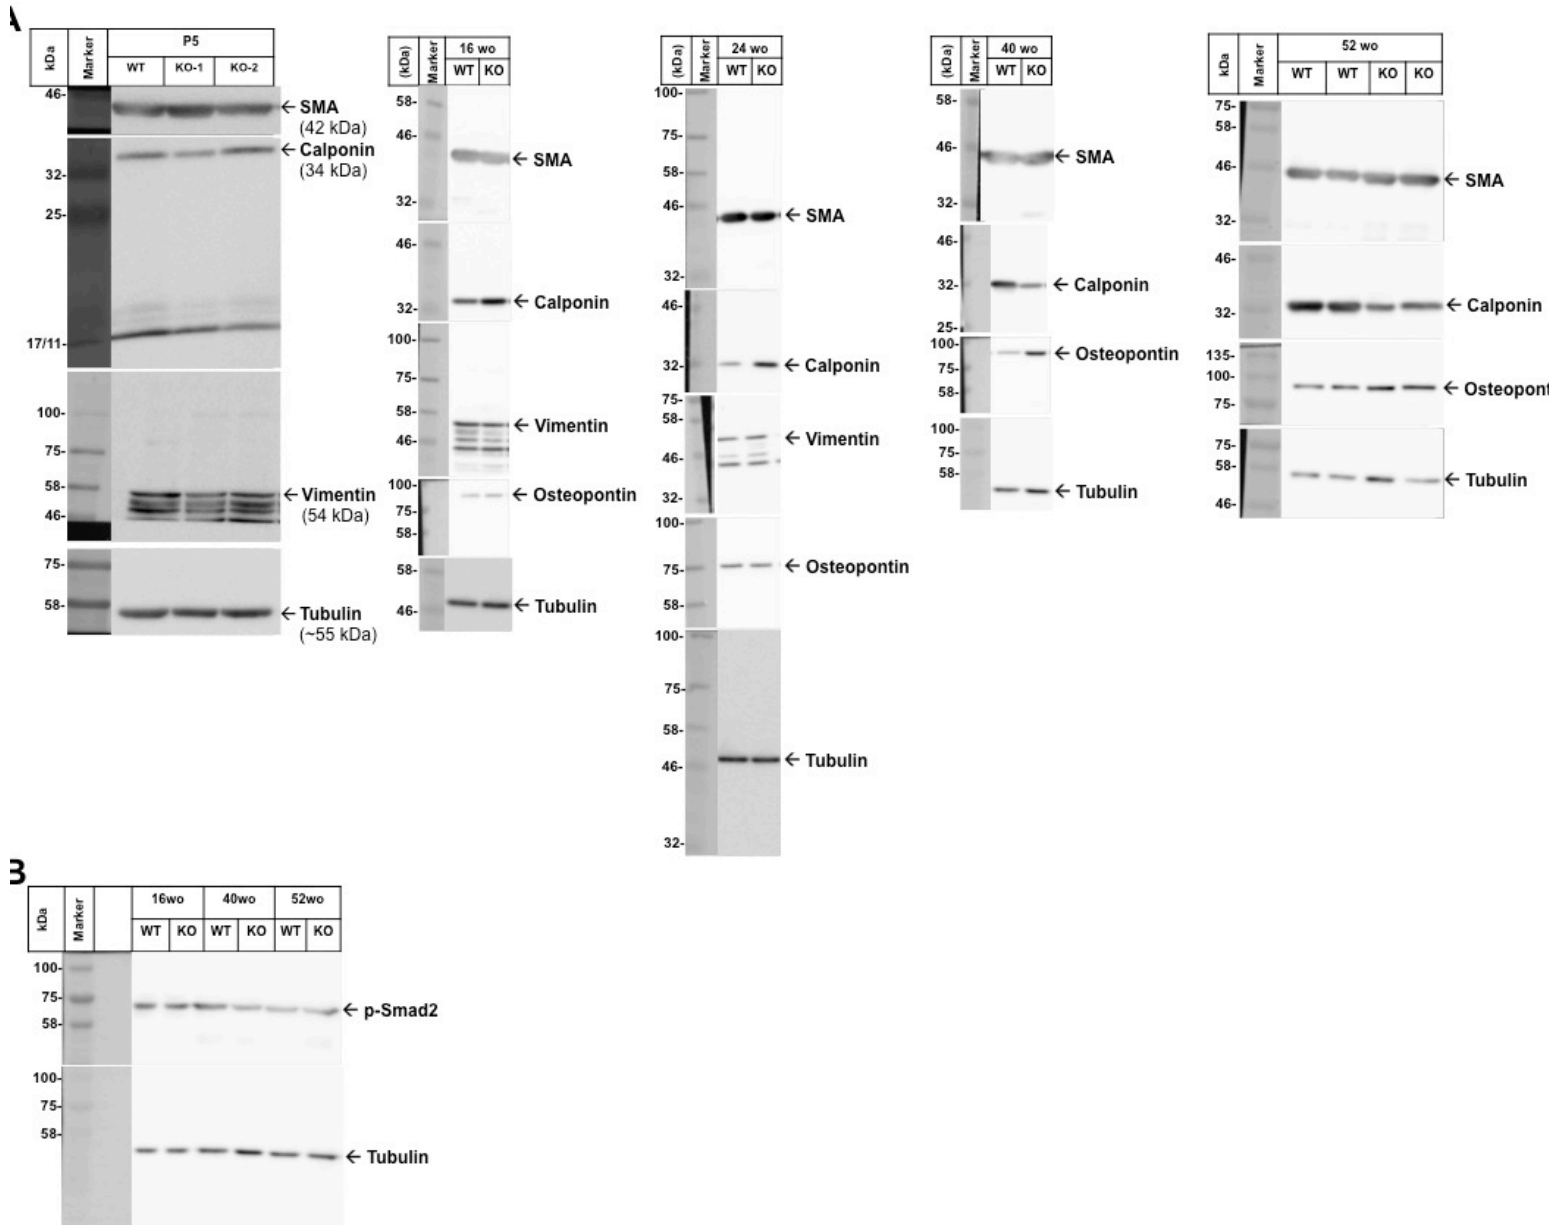 A
kDa
Marker
P5
WT KO-1 KO-2
46-
← SMA
(42 kDa)
← Calponin
(34 kDa)
32-
25-
17/11-
100-
75-
58-
← Vimentin
46-
(54 kDa)
75-
58-
← Tubulin
(~55 kDa)
(kDa)
Marker
16 wo
WT KO
58-
46-
← SMA
32-
46-
← Calponin
32-
100-
75-
58-
← Vimentin
46-
100-
← Osteopontin
75-
58-
58-
← Tubulin
46-
(kDa)
Marker
24 wo
WT KO
100-
75-
58-
46-
← SMA
32-
46-
32- ← Calponin
75-
58-
← Vimentin
46-
32-
100-
75- ← Osteopontin
58-
100-
75-
58-
← Tubulin
46-
32-
(kDa)
Marker
40 wo
WT KO
58-
46-
← SMA
32-
46-
32- ← Calponin
25-
100-
← Osteopontin
75-
58-
100-
75-
58-
← Tubulin
kDa
Marker
52 wo
WT WT KO KO
75-
58-
46-
← SMA
32-
46-
← Calponin
32-
135-
100-
← Osteopont
75-
75-
58-
← Tubulin
46-
B
kDa
Marker
16wo 40wo 52wo
WT KO WT KO WT KO
100-
75-
← p-Smad2
58-
100-
75-
58-
← Tubulin